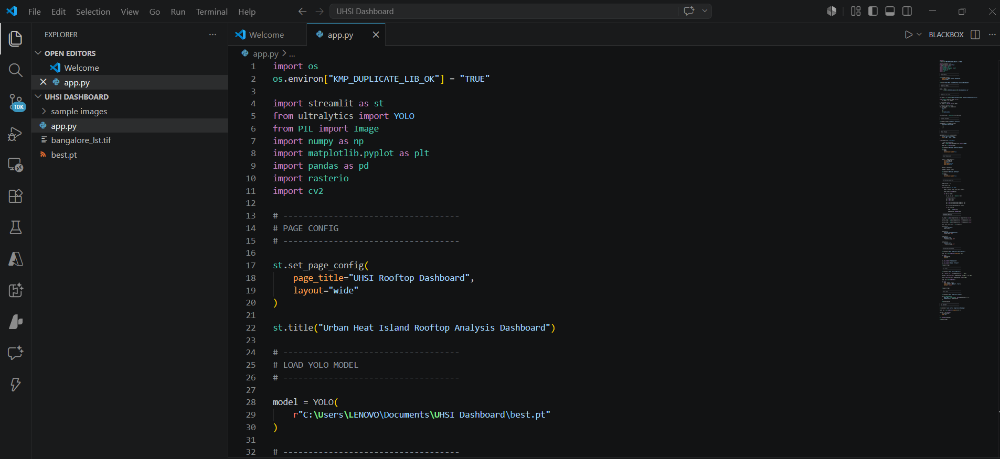 File Edit Selection View Go Run Terminal Help
UHSI Dashboard
EXPLORER
OPEN EDITORS
Welcome
app.py
UHSI DASHBOARD
sample images
app.py
bangalore_lst.tif
best.pt
10K
Welcome
app.py
BLACKBOX
app.py > ...
1 import os
2 os.environ["KMP_DUPLICATE_LIB_OK"] = "TRUE"
3
4 import streamlit as st
5 from ultralytics import YOLO
6 from PIL import Image
7 import numpy as np
8 import matplotlib.pyplot as plt
9 import pandas as pd
10 import rasterio
11 import cv2
12
13 # -----------------------------------
14 # PAGE CONFIG
15 # -----------------------------------
16
17 st.set_page_config(
18     page_title="UHSI Rooftop Dashboard",
19     layout="wide"
20 )
21
22 st.title("Urban Heat Island Rooftop Analysis Dashboard")
23
24 # -----------------------------------
25 # LOAD YOLO MODEL
26 # -----------------------------------
27
28 model = YOLO(
29     r"C:\Users\LENOVO\Documents\UHSI Dashboard\best.pt"
30 )
31
32 # -----------------------------------